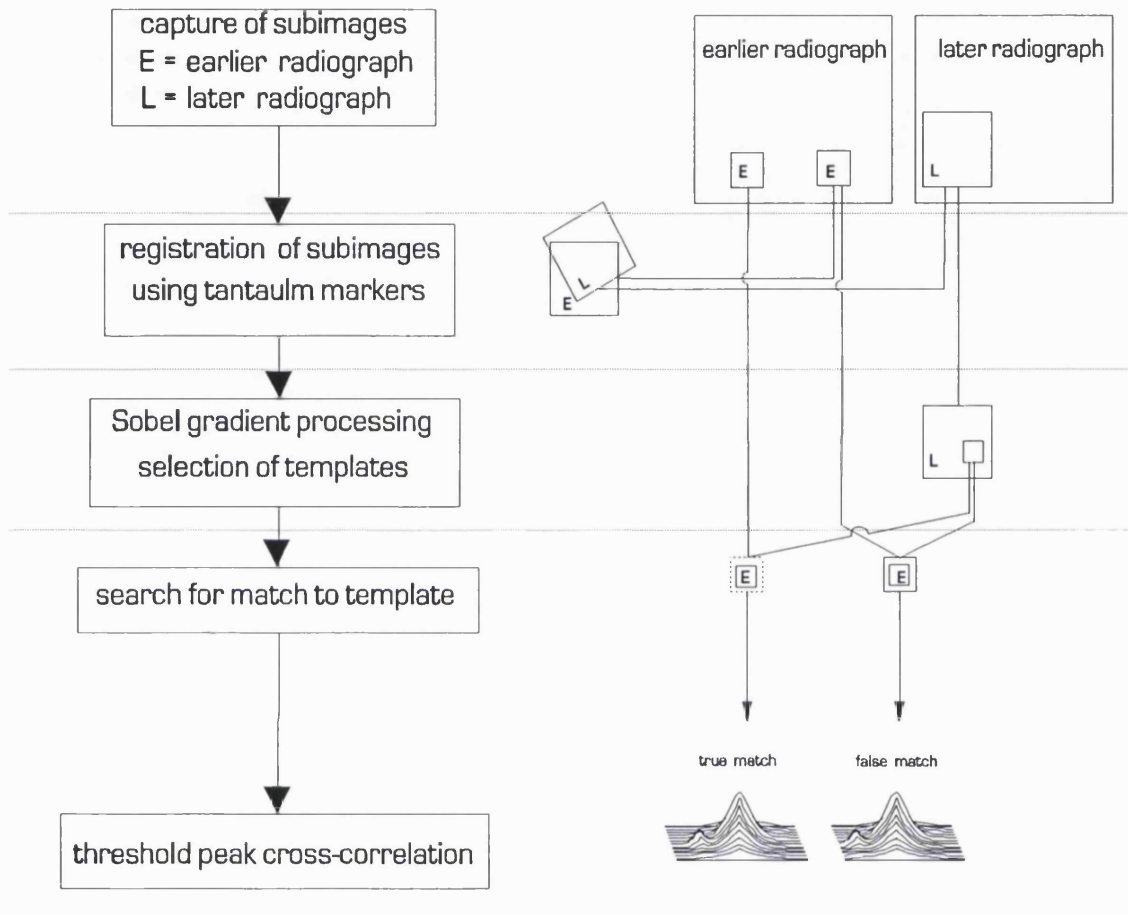 capture of subimages
E = earlier radiograph
L = later radiograph
registration of subimages
using tantaulm markers
Sobel gradient processing
selection of templates
search for match to template
threshold peak cross-correlation
earlier radiograph
later radiograph
E
E
L
L
E
L
E
E
true match
false match